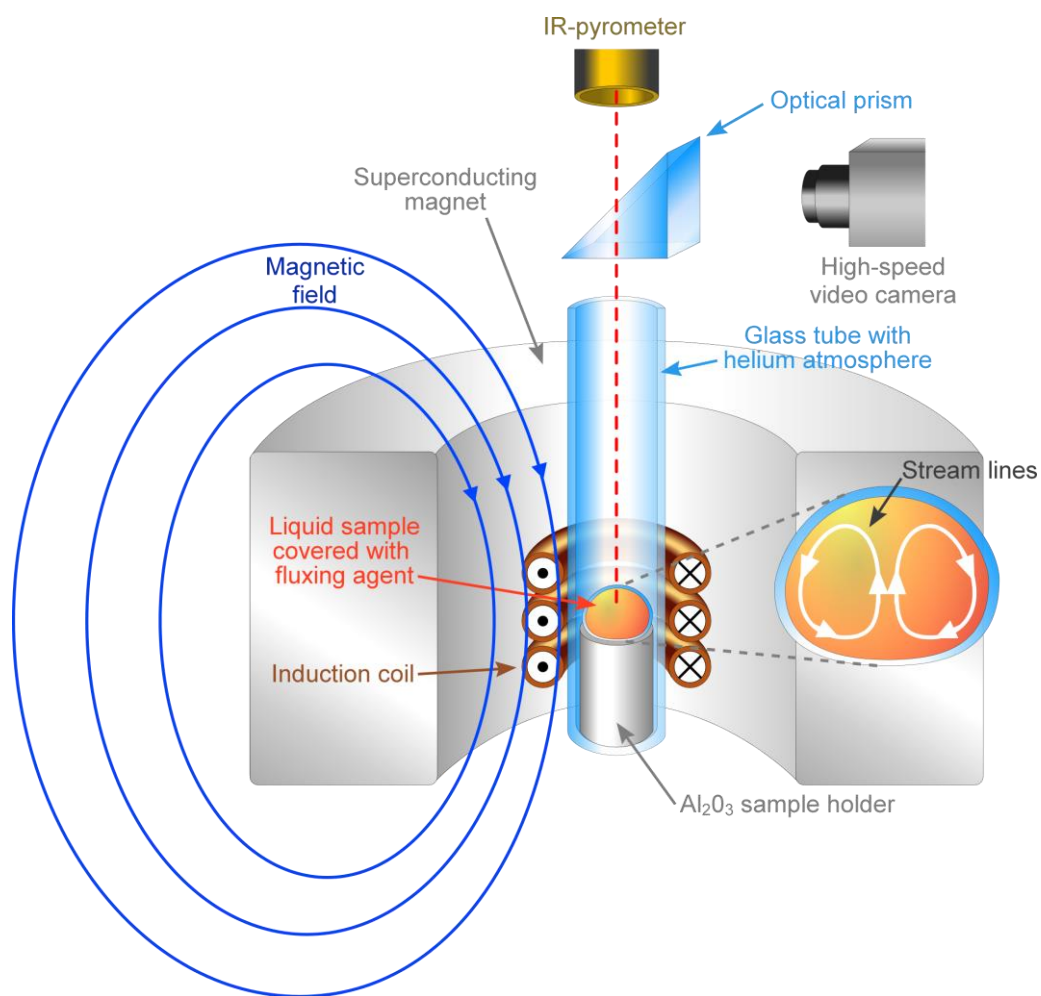 IR-pyrometer
Optical prism
Superconducting
magnet
High-speed
video camera
Magnetic
field
Glass tube with
helium atmosphere
Stream lines
Liquid sample
covered with
fluxing agent
Induction coil
Al₂0₃ sample holder